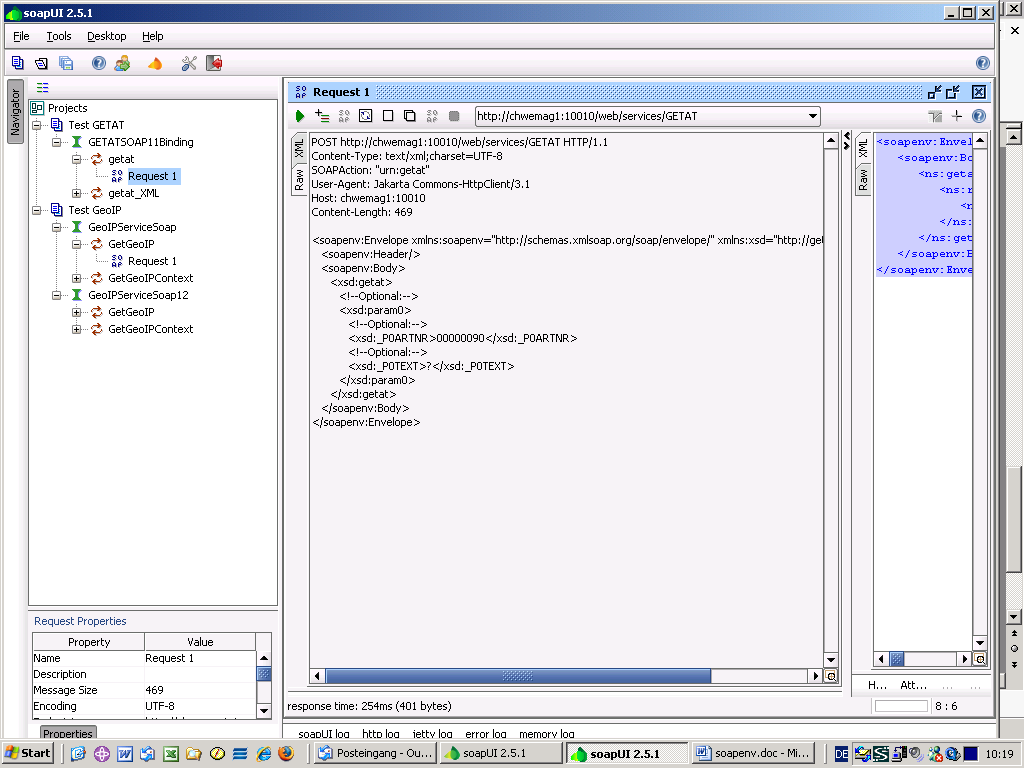 soapUI 2.5.1
File Tools Desktop Help
Navigator
Projects
Test GETAT
GETATSOAP11Binding
getat
Request 1
getat_XML
Test GeoIP
GeoIPServiceSoap
GetGeoIP
Request 1
GetGeoIPContext
GeoIPServiceSoap12
GetGeoIP
GetGeoIPContext
Request Properties
Property Value
Name Request 1
Description
Message Size 469
Encoding UTF-8
Properties
Request 1
http://chwemag1:10010/web/services/GETAT
XML
Raw
POST http://chwemag1:10010/web/services/GETAT HTTP/1.1
Content-Type: text/xml;charset=UTF-8
SOAPAction: "urn:getat"
User-Agent: Jakarta Commons-HttpClient/3.1
Host: chwemag1:10010
Content-Length: 469
<soapenv:Envelope xmlns:soapenv="http://schemas.xmlsoap.org/soap/envelope/" xmlns:xsd="http://get
<soapenv:Header/>
<soapenv:Body>
<xsd:getat>
<!--Optional:-->
<xsd:param0>
<!--Optional:-->
<xsd:_P0ARTNR>00000090</xsd:_P0ARTNR>
<!--Optional:-->
<xsd:_P0TEXT>?</xsd:_P0TEXT>
</xsd:param0>
</xsd:getat>
</soapenv:Body>
</soapenv:Envelope>
XML
Raw
<soapenv:Envel
<soapenv:Bo
<ns:geta
<ns:r
<n
</ns:
</ns:get
</soapenv:B
</soapenv:Enve
H... Att... ... ...
response time: 254ms (401 bytes)
8 : 6
soapUI log http log jetty log error log memory log
Start
Posteingang - Ou...
soapUI 2.5.1
soapUI 2.5.1
soapenv.doc - Mi...
DE
10:19